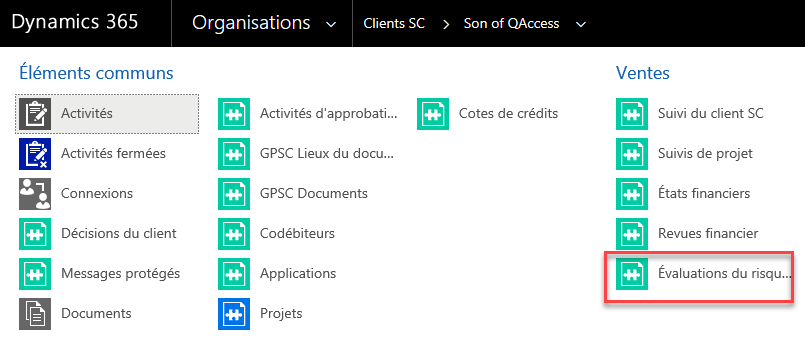 Dynamics 365
Organisations
Clients SC
Son of QAccess
Éléments communs
Activités
Activités fermées
Connexions
Décisions du client
Messages protégés
Documents
Activités d'approbati...
GPSC Lieux du docu...
GPSC Documents
Codébiteurs
Applications
Projets
Cotes de crédits
Ventes
Suivi du client SC
Suivis de projet
États financiers
Revues financier
Évaluations du risqu...